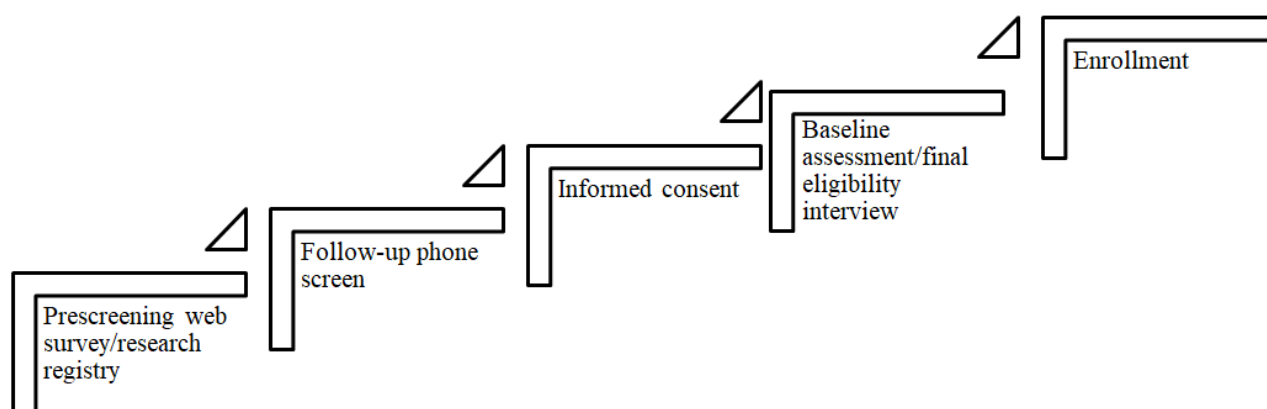 Prescreening web
survey/research
registry
Follow-up phone
screen
Informed consent
Baseline
assessment/final
eligibility
interview
Enrollment